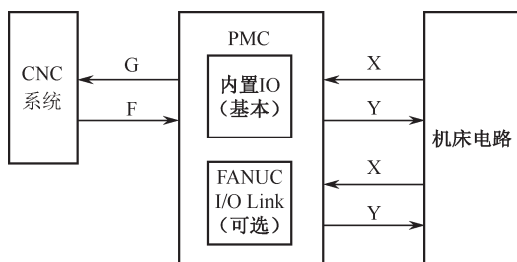 CNC
系统
G
F
PMC
内置IO
（基本）
FANUC
I/O Link
（可选）
X
Y
X
Y
机床电路